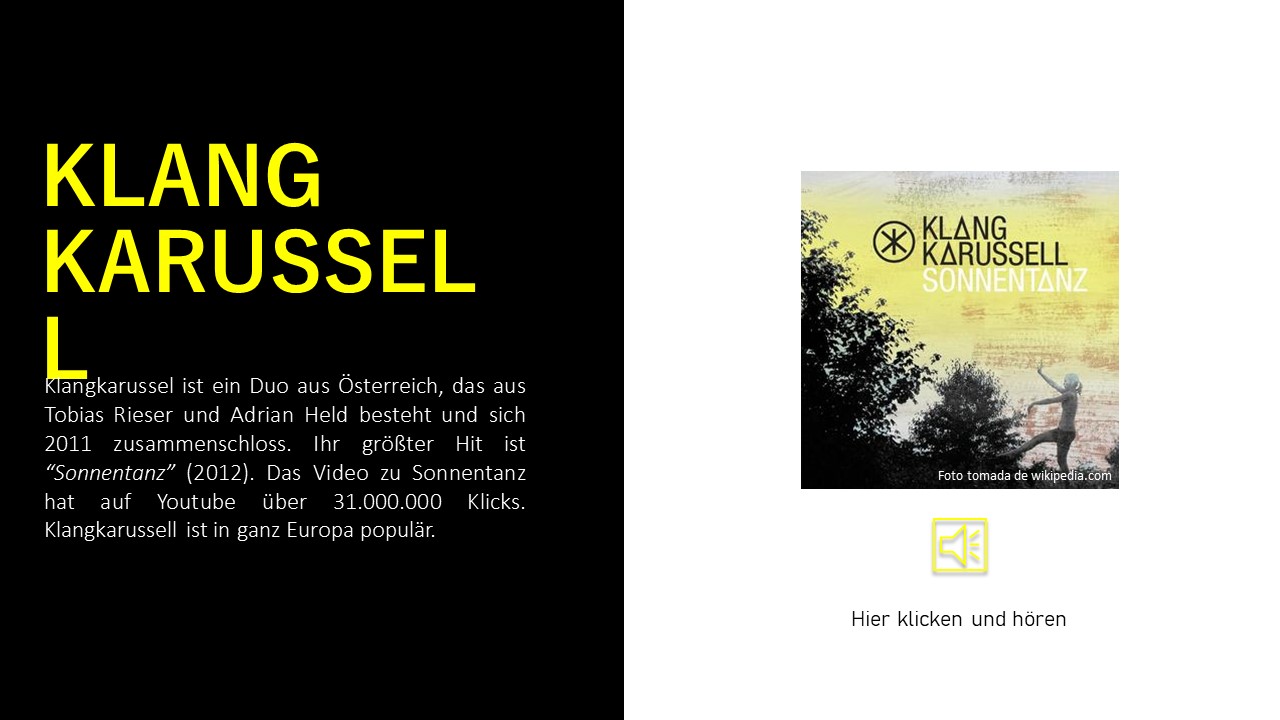 KLANG
KARUSSEL
L
Klangkarussel ist ein Duo aus Österreich, das aus
Tobias Rieser und Adrian Held besteht und sich
2011 zusammenschloss. Ihr größter Hit ist
“Sonnentanz” (2012). Das Video zu Sonnentanz
hat auf Youtube über 31.000.000 Klicks.
Klangkarussell ist in ganz Europa populär.
KLANG
KARUSSELL
SONNENTANZ
Foto tomada de wikipedia.com
Hier klicken und hören